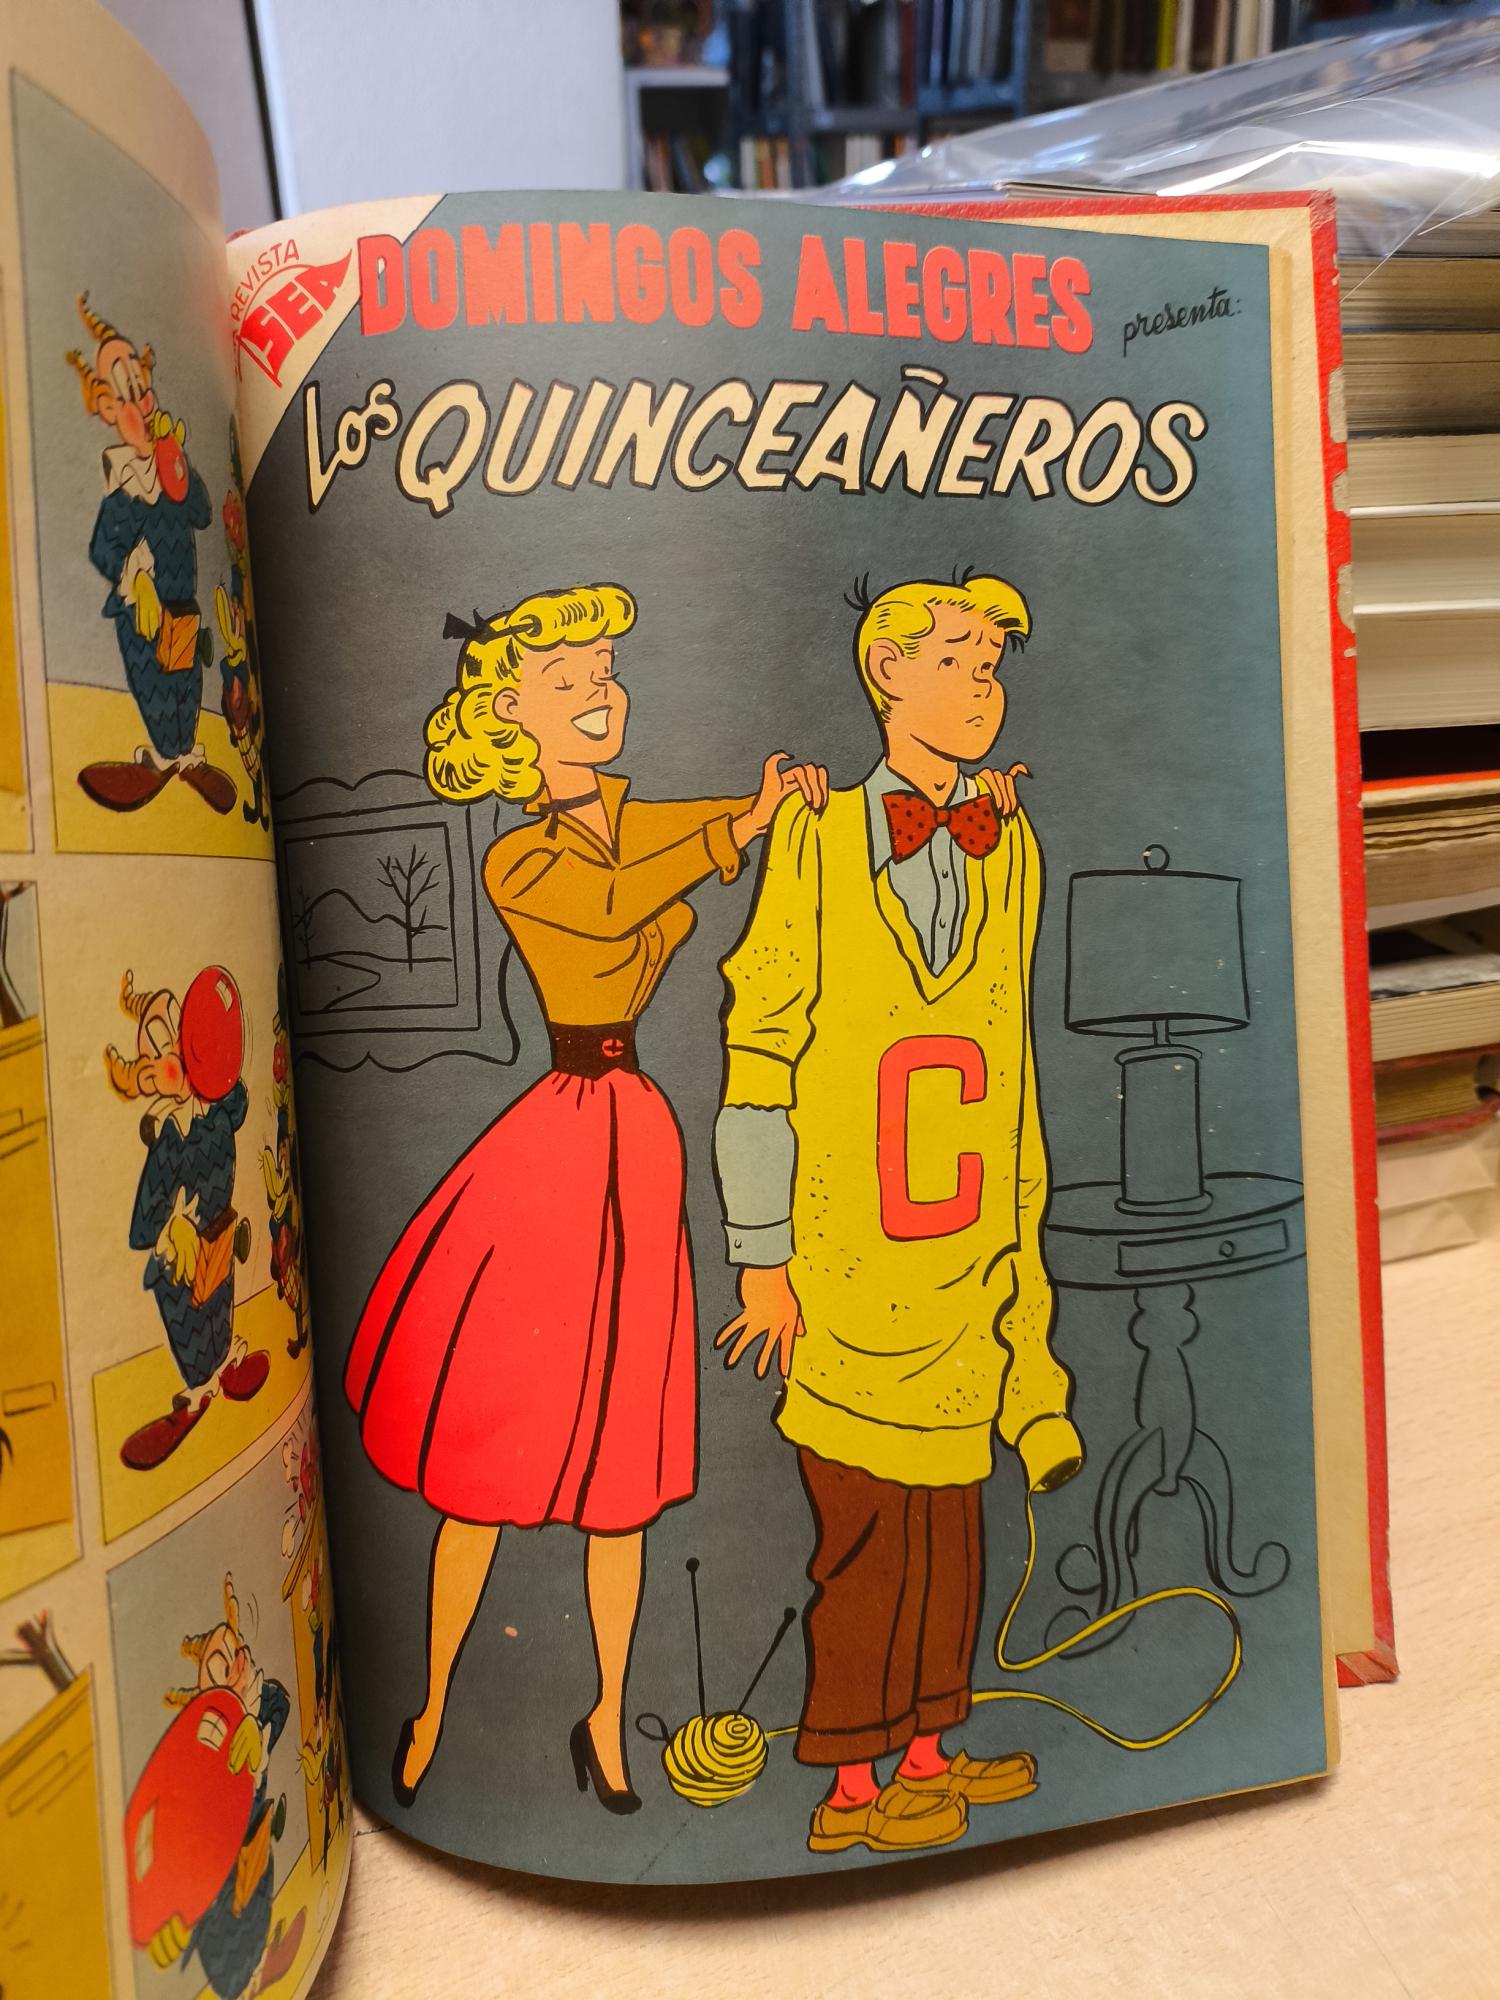 REVISTA
SEA
DOMINGOS ALEGRES
presenta:
Los QUINCEAÑEROS
C